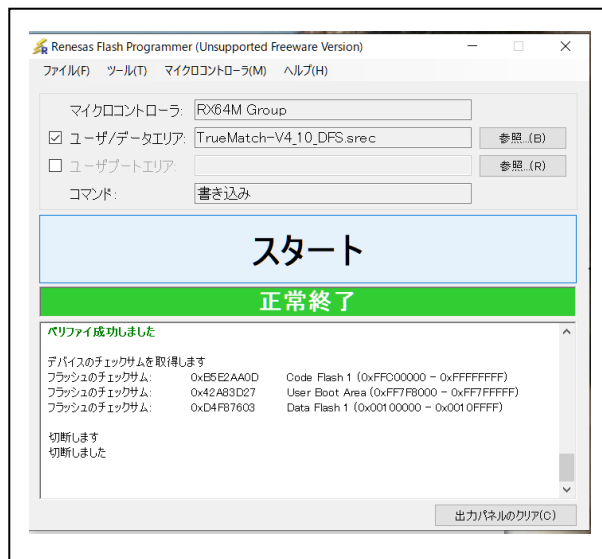 Renesas Flash Programmer (Unsupported Freeware Version)
ファイル(F) ツール(T) マイクロコントローラ(M) ヘルプ(H)
マイクロコントローラ: RX64M Group
ユーザ/データエリア: TrueMatch-V4_10_DFS.srec 参照...(B)
ユーザブートエリア: 参照...(R)
コマンド: 書き込み
スタート
正常終了
ベリファイ成功しました
デバイスのチェックサムを取得します
フラッシュのチェックサム: 0xB5E2AA0D Code Flash 1 (0xFFC00000 - 0xFFFFFFFF)
フラッシュのチェックサム: 0x42A83D27 User Boot Area (0xFF7F8000 - 0xFF7FFFFF)
フラッシュのチェックサム: 0xD4F87603 Data Flash 1 (0x00100000 - 0x0010FFFF)
切断します
切断しました
出力パネルのクリア(C)